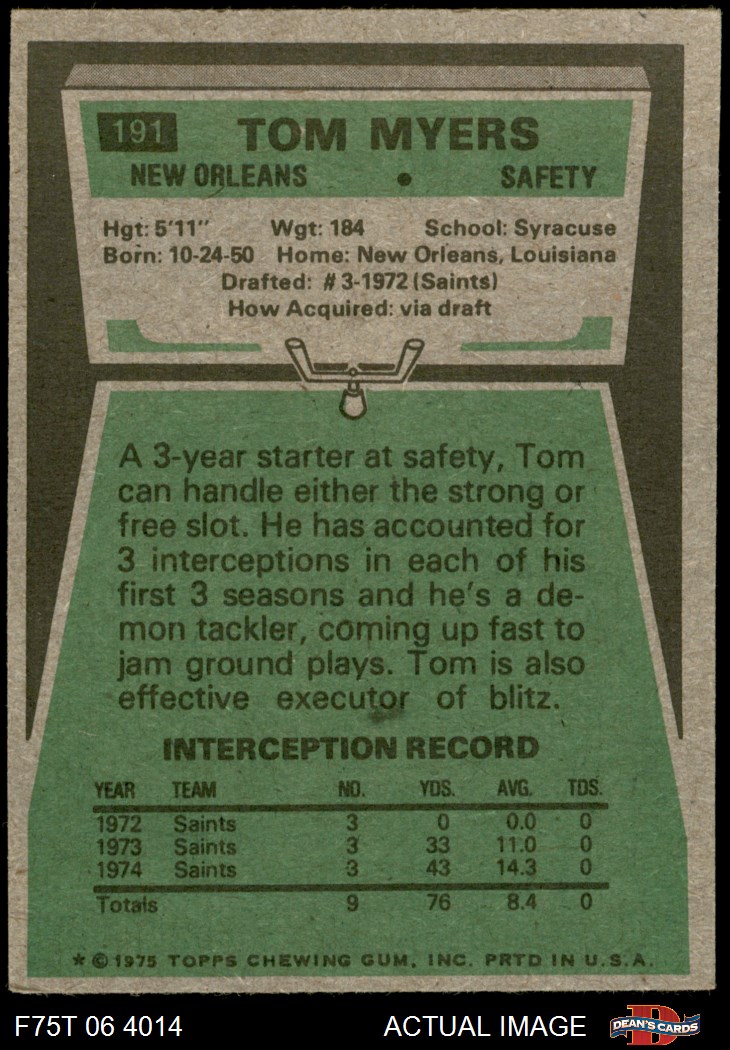 191 TOM MYERS
NEW ORLEANS • SAFETY
Hgt: 5'11" Wgt: 184 School: Syracuse
Born: 10-24-50 Home: New Orleans, Louisiana
Drafted: #3-1972 (Saints)
How Acquired: via draft
A 3-year starter at safety, Tom
can handle either the strong or
free slot. He has accounted for
3 interceptions in each of his
first 3 seasons and he's a de-
mon tackler, coming up fast to
jam ground plays. Tom is also
effective executor of blitz.
INTERCEPTION RECORD
YEAR TEAM NO. YDS. AVG. TDS.
1972 Saints 3 0 0.0 0
1973 Saints 3 33 11.0 0
1974 Saints 3 43 14.3 0
Totals 9 76 8.4 0
* © 1975 TOPPS CHEWING GUM, INC. PRTD IN U.S.A.
F75T 06 4014 ACTUAL IMAGE DEAN'S CARDS